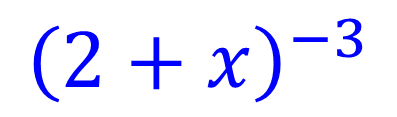 (2 + x)⁻³